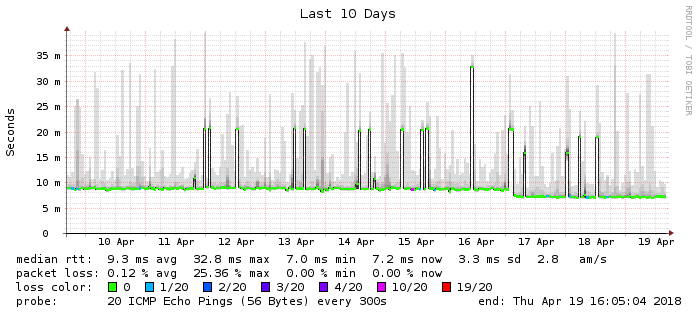 Last 10 Days
RRDTOOL / TOBI OETIKER
Seconds
35 m
30 m
25 m
20 m
15 m
10 m
5 m
0
10 Apr 11 Apr 12 Apr 13 Apr 14 Apr 15 Apr 16 Apr 17 Apr 18 Apr 19 Apr
median rtt: 9.3 ms avg 32.8 ms max 7.0 ms min 7.2 ms now 3.3 ms sd 2.8 am/s
packet loss: 0.12 % avg 25.36 % max 0.00 % min 0.00 % now
loss color: 0 1/20 2/20 3/20 4/20 10/20 19/20
probe: 20 ICMP Echo Pings (56 Bytes) every 300s end: Thu Apr 19 16:05:04 2018